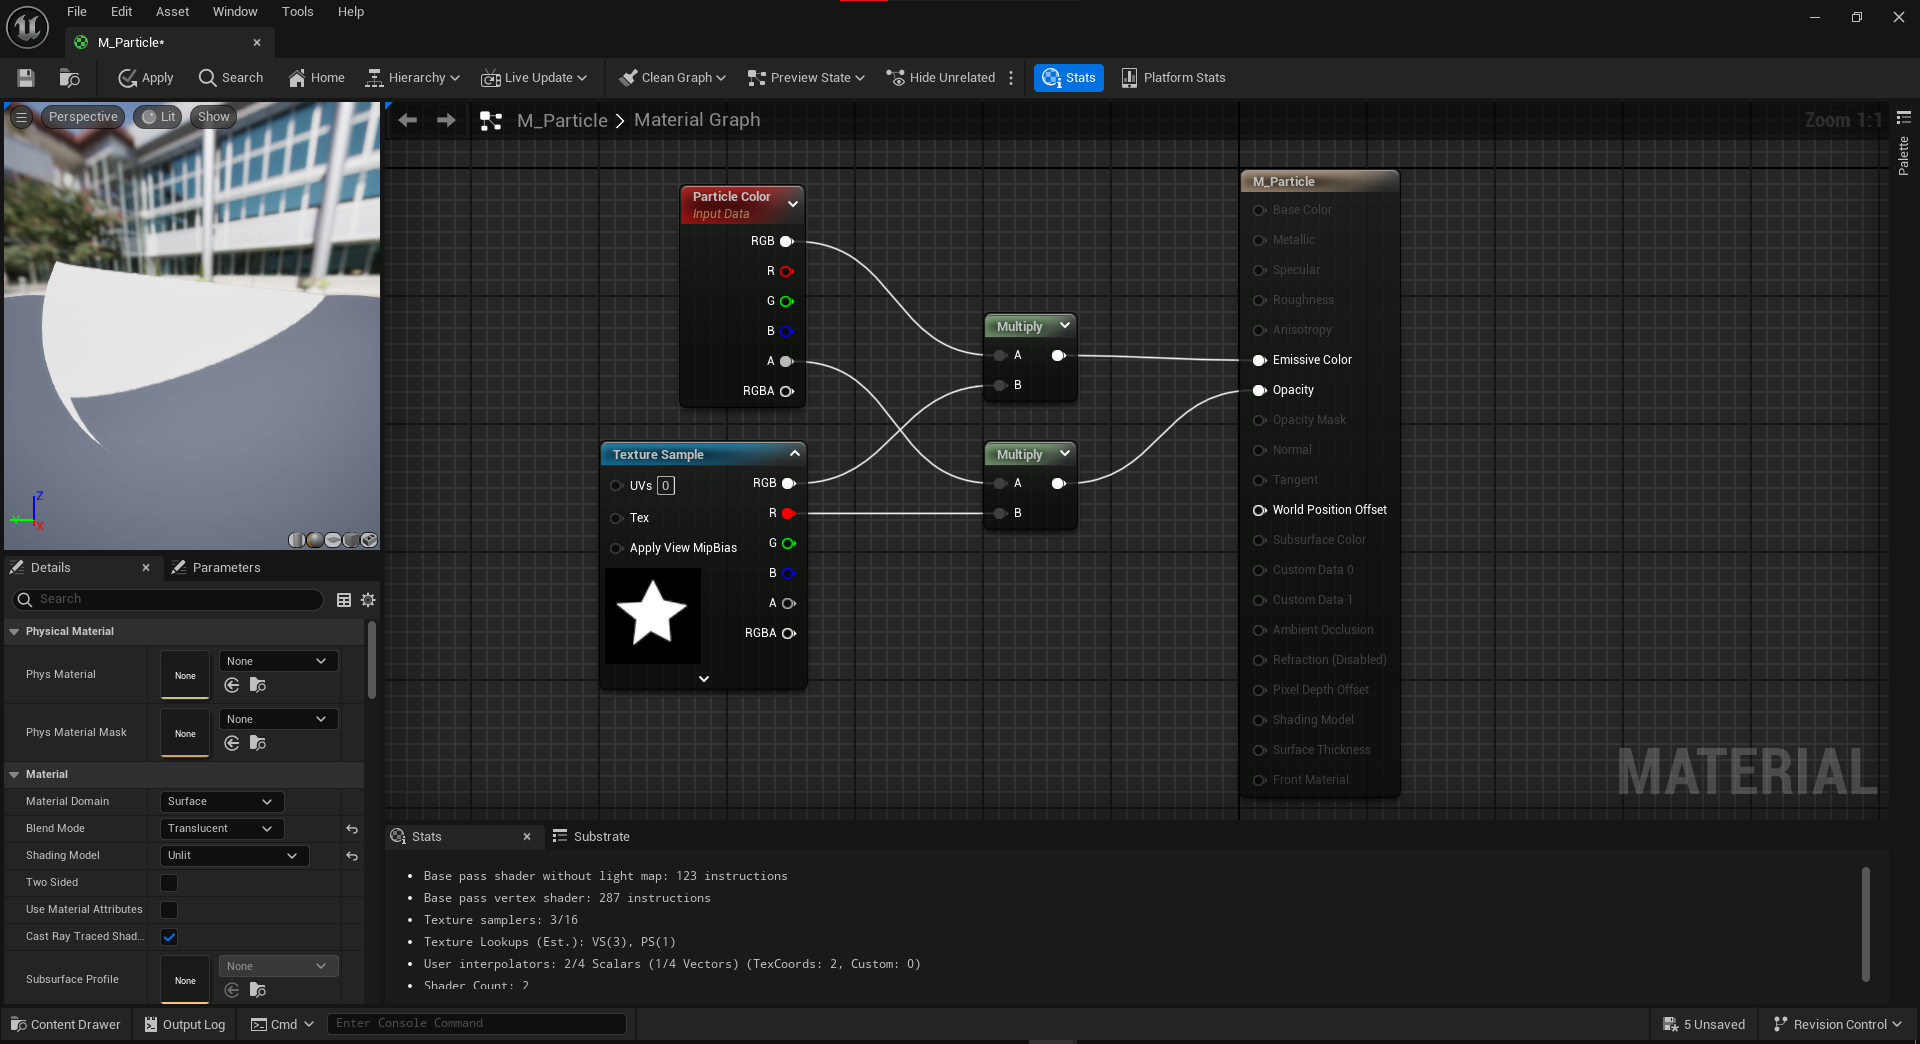 File Edit Asset Window Tools Help
M_Particle*
Apply Search Home Hierarchy Live Update Clean Graph Preview State Hide Unrelated Stats Platform Stats
Perspective Lit Show
M_Particle > Material Graph
Zoom 1:1
Palette
Particle Color
Input Data
RGB
R
G
B
A
RGBA
Texture Sample
UVs 0 RGB
R
Tex
G
Apply View MipBias
B
A
RGBA
Multiply
A
B
Multiply
A
B
M_Particle
Base Color
Metallic
Specular
Roughness
Anisotropy
Emissive Color
Opacity
Opacity Mask
Normal
Tangent
World Position Offset
Subsurface Color
Custom Data 0
Custom Data 1
Ambient Occlusion
Refraction (Disabled)
Pixel Depth Offset
Shading Model
Surface Thickness
Front Material
MATERIAL
Z
Y
X
Details Parameters
Search
Physical Material
Phys Material None None
Phys Material Mask None None
Material
Material Domain Surface
Blend Mode Translucent
Shading Model Unlit
Two Sided
Use Material Attributes
Cast Ray Traced Shad...
Subsurface Profile None None
Stats Substrate
• Base pass shader without light map: 123 instructions
• Base pass vertex shader: 287 instructions
• Texture samplers: 3/16
• Texture Lookups (Est.): VS(3), PS(1)
• User interpolators: 2/4 Scalars (1/4 Vectors) (TexCoords: 2, Custom: 0)
• Shader Count: 2
Content Drawer Output Log Cmd Enter Console Command 5 Unsaved Revision Control